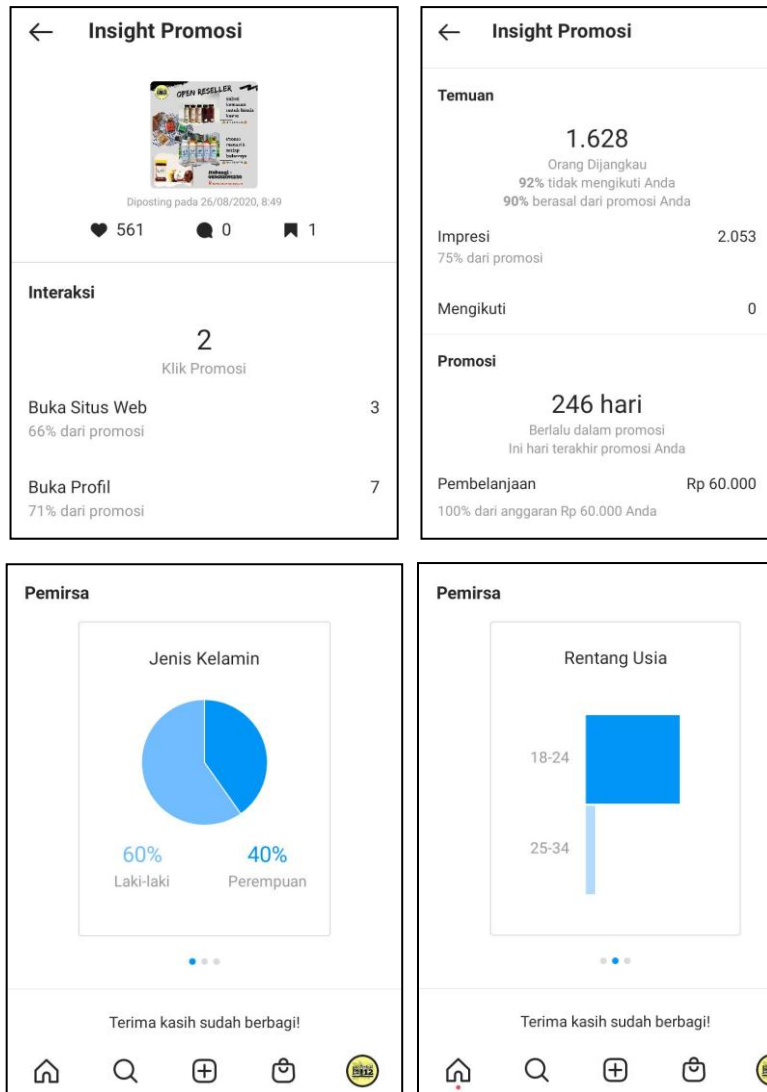 Insight Promosi
OPEN RESELLER
Diposting pada 26/08/2020, 8:49
561 0 1
Interaksi
2
Klik Promosi
Buka Situs Web 3
66% dari promosi
Buka Profil 7
71% dari promosi
Insight Promosi
Temuan
1.628
Orang Dijangkau
92% tidak mengikuti Anda
90% berasal dari promosi Anda
Impresi 2.053
75% dari promosi
Mengikuti 0
Promosi
246 hari
Berlalu dalam promosi
Ini hari terakhir promosi Anda
Pembelanjaan Rp 60.000
100% dari anggaran Rp 60.000 Anda
Pemirsa
Jenis Kelamin
60% 40%
Laki-laki Perempuan
Terima kasih sudah berbagi!
Pemirsa
Rentang Usia
18-24
25-34
Terima kasih sudah berbagi!